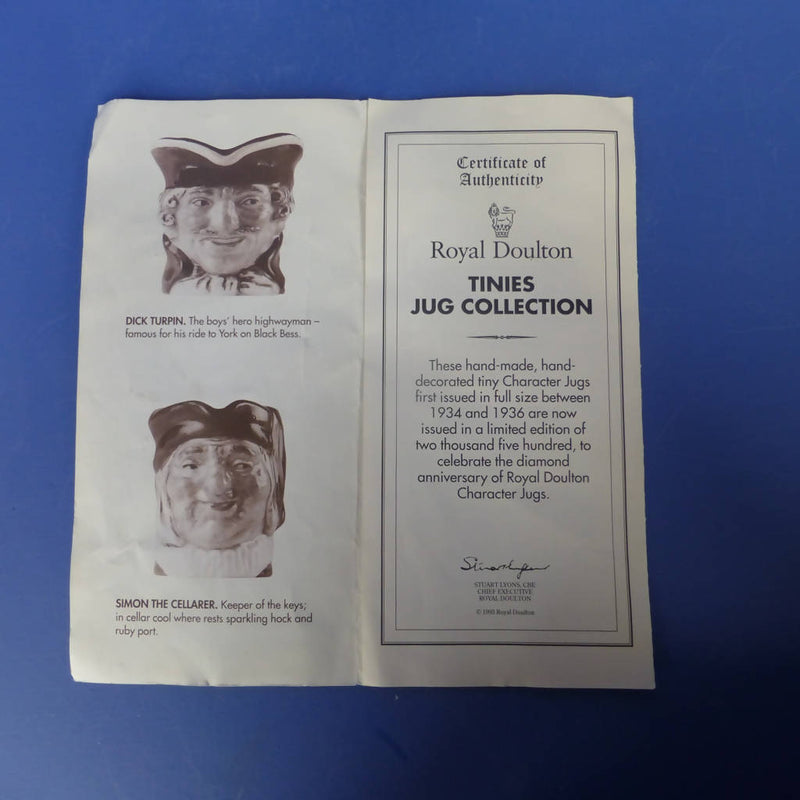 DICK TURPIN. The boys' hero highwayman –
famous for his ride to York on Black Bess.
SIMON THE CELLARER. Keeper of the keys;
in cellar cool where rests sparkling hock and
ruby port.
Certificate of
Authenticity
Royal Doulton
TINIES
JUG COLLECTION
These hand-made, hand-
decorated tiny Character Jugs
first issued in full size between
1934 and 1936 are now
issued in a limited edition of
two thousand five hundred, to
celebrate the diamond
anniversary of Royal Doulton
Character Jugs.
STUART LYONS, CBE
CHIEF EXECUTIVE
ROYAL DOULTON
© Royal Doulton